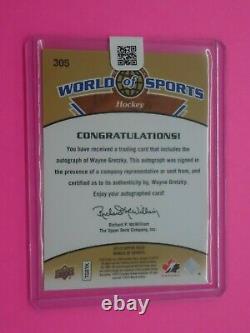 305
WORLD of SPORTS
Hockey
CONGRATULATIONS!
You have received a trading card that includes the
autograph of Wayne Gretzky. This autograph was signed in
the presence of a company representative or sent from, and
certified as to its authenticity by, Wayne Gretzky.
Enjoy your autographed card!
Richard P. McWilliam
The Upper Deck Company, Inc.